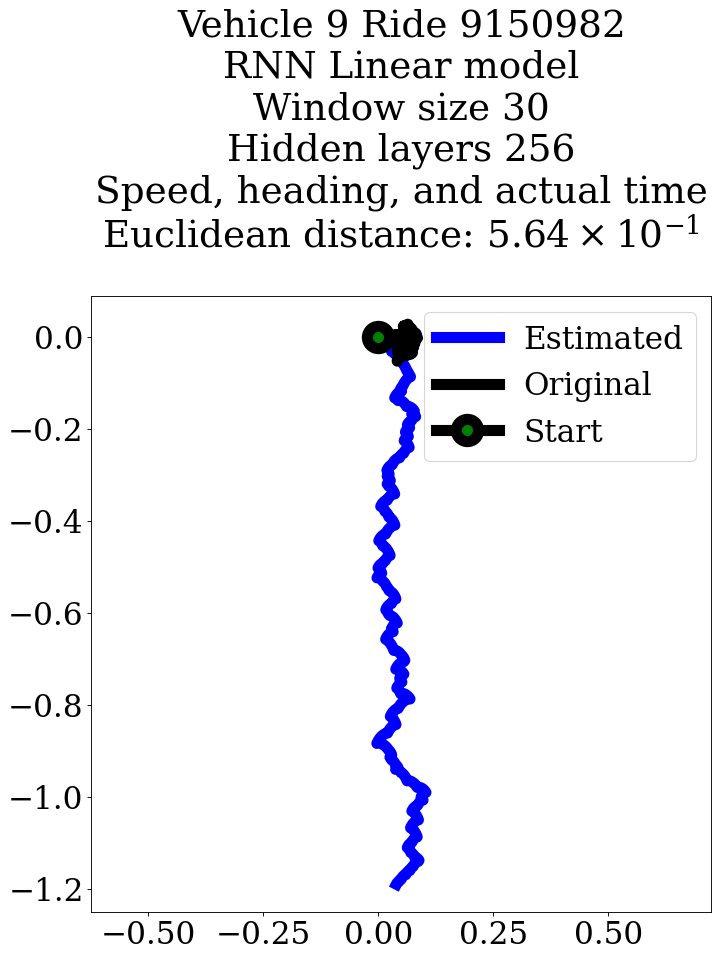 Vehicle 9 Ride 9150982
RNN Linear model
Window size 30
Hidden layers 256
Speed, heading, and actual time
Euclidean distance: 5.64 × 10⁻¹
Estimated
Original
Start
0.0
−0.2
−0.4
−0.6
−0.8
−1.0
−1.2
−0.50 −0.25 0.00 0.25 0.50